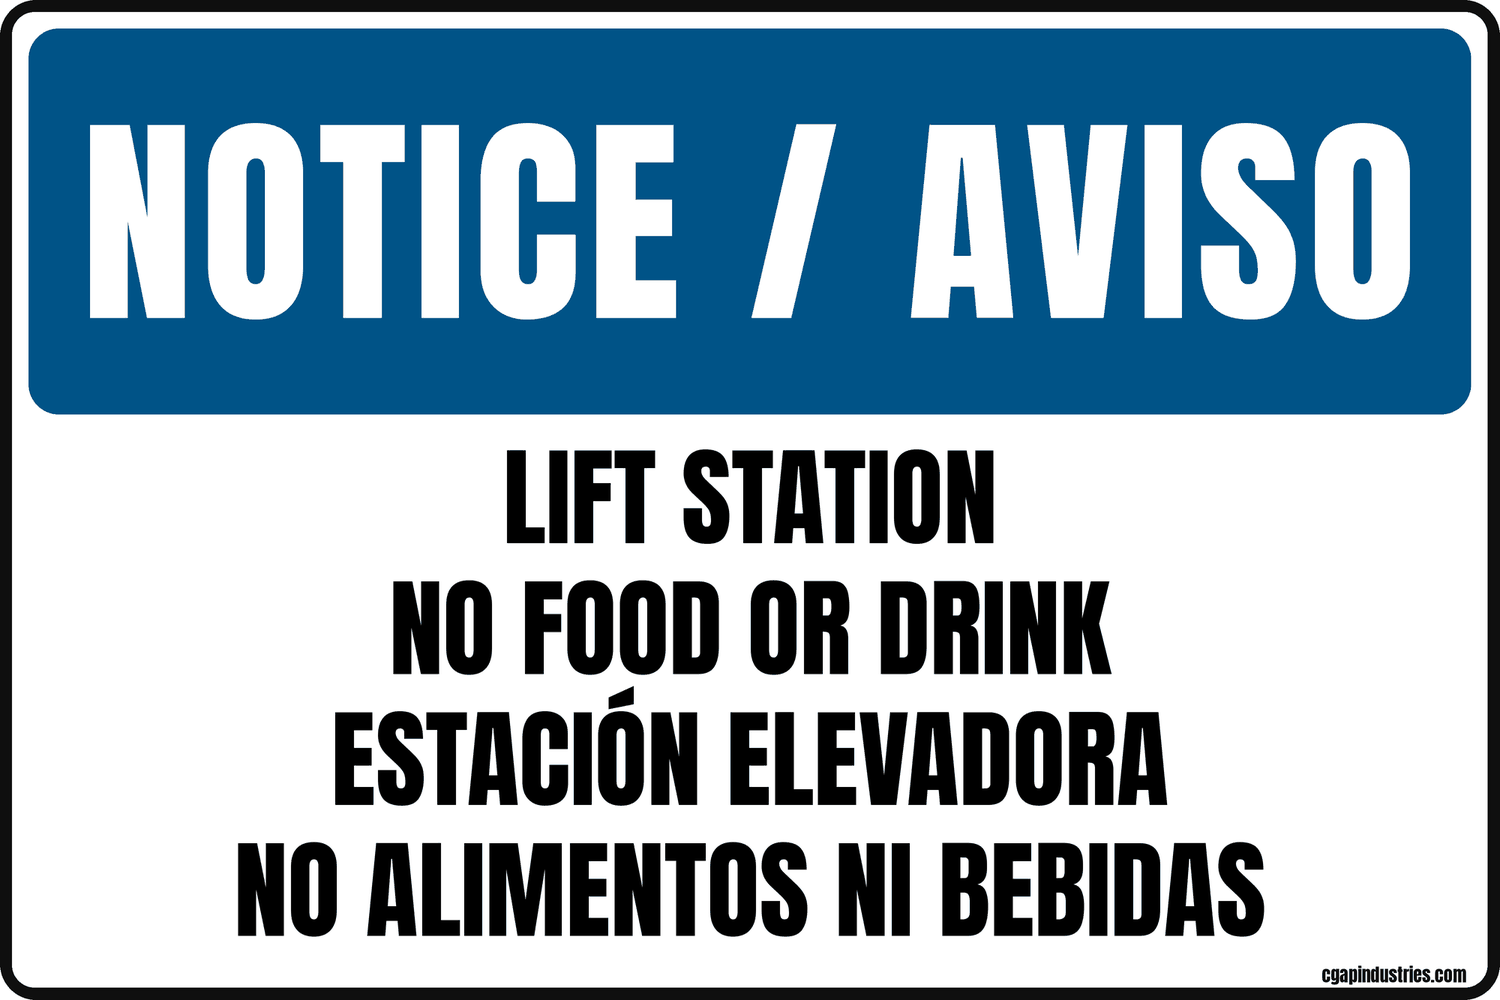 NOTICE / AVISO
LIFT STATION
NO FOOD OR DRINK
ESTACIÓN ELEVADORA
NO ALIMENTOS NI BEBIDAS
cgapindustries.com